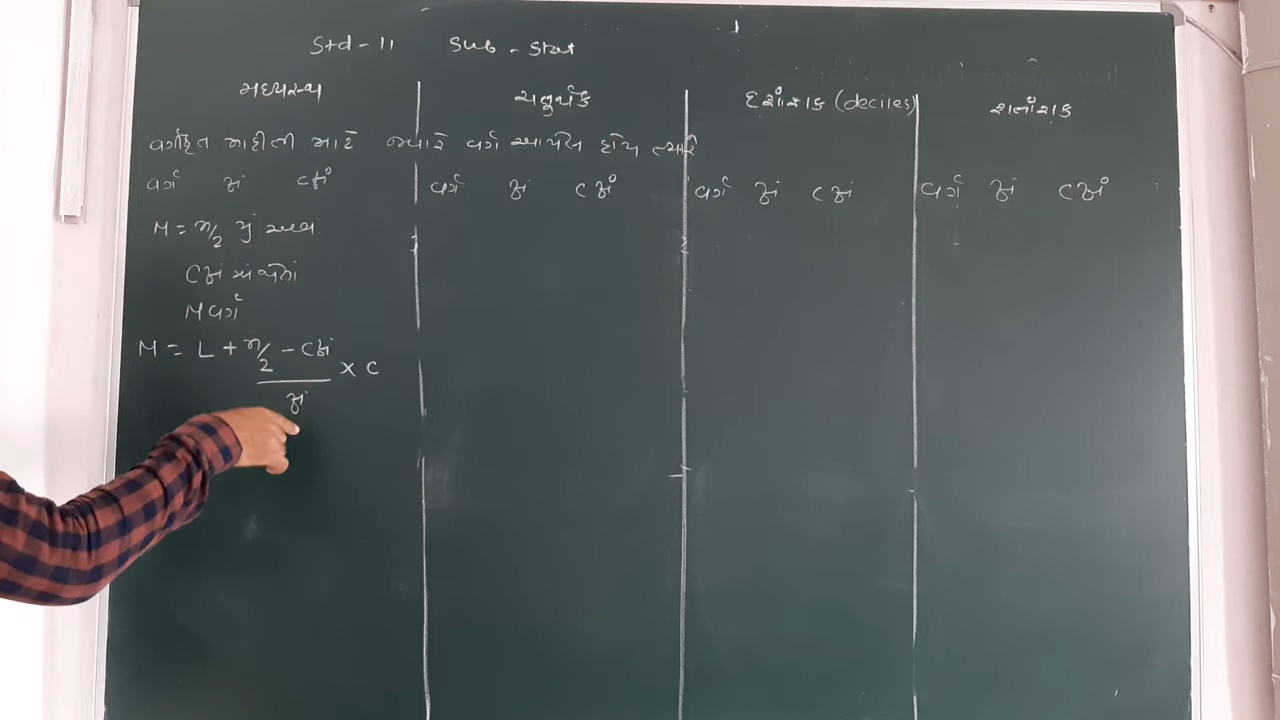 Std - 11 Sub - Stat
મધ્યસ્થ ચતુર્થક દશાંશક (deciles) શતાંશક
વર્ગીકૃત માહીતી માટે જ્યારે વર્ગ આપેલ હોય ત્યારે
વર્ગ f cf વર્ગ f cf વર્ગ f cf વર્ગ f cf
M = n/2 મું અવય
cf માં જોતાં
M વર્ગ
M = L + n/2 - cf
× c
f